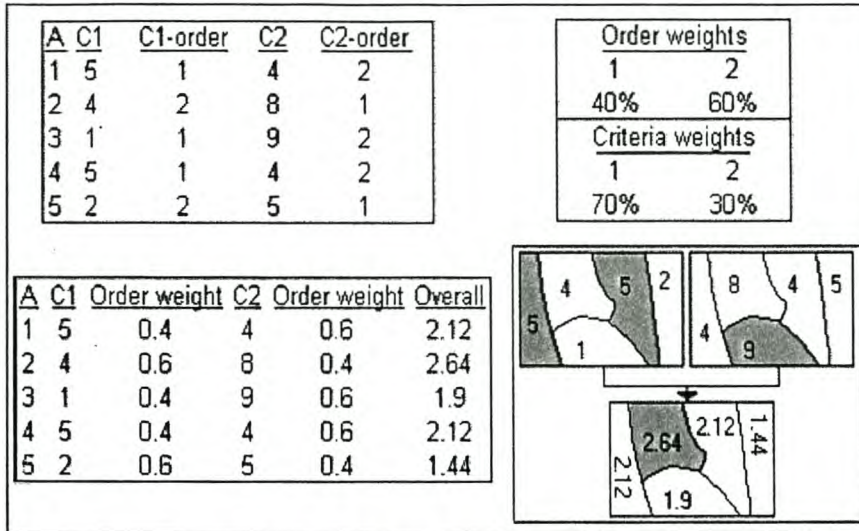 A C1 C1-order C2 C2-order
1 5 1 4 2
2 4 2 8 1
3 1 1 9 2
4 5 1 4 2
5 2 2 5 1
Order weights
1 2
40% 60%
Criteria weights
1 2
70% 30%
A C1 Order weight C2 Order weight Overall
1 5 0.4 4 0.6 2.12
2 4 0.6 8 0.4 2.64
3 1 0.4 9 0.6 1.9
4 5 0.4 4 0.6 2.12
5 2 0.6 5 0.4 1.44
5 4 5 2
1
4 8 4 5
9
2.12 2.64 2.12 1.44
1.9